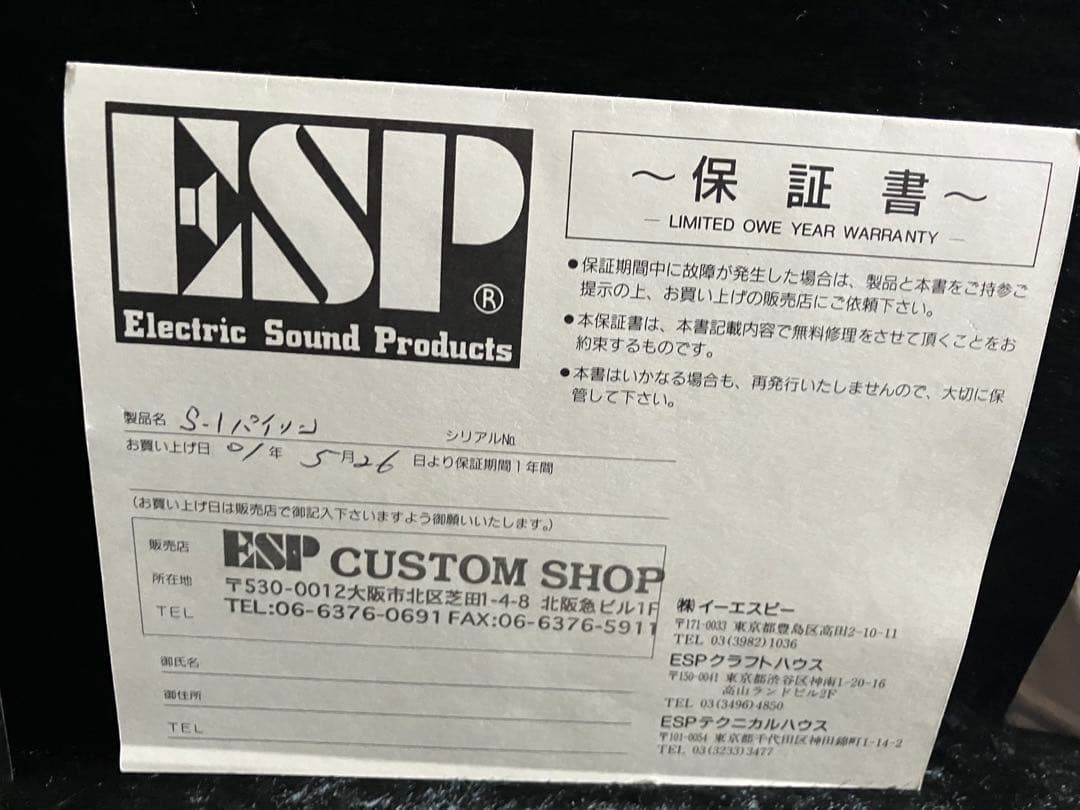 ESP®
Electric Sound Products
～保証書～
— LIMITED OWE YEAR WARRANTY —
●保証期間中に故障が発生した場合は、製品と本書をご持参ご
提示の上、お買い上げの販売店にご依頼下さい。
●本保証書は、本書記載内容で無料修理をさせて頂くことをお
約束するものです。
●本書はいかなる場合も、再発行いたしませんので、大切に保
管して下さい。
製品名 S-1 バイオリン シリアル№
お買い上げ日 01年 5月26日より保証期間1年間
(お買い上げ日は販売店で御記入下さいますよう御願いいたします。)
販売店 ESP CUSTOM SHOP
所在地 〒530-0012大阪市北区芝田1-4-8 北阪急ビル1F
TEL TEL:06-6376-0691 FAX:06-6376-5911
御氏名
御住所
TEL
㈱イーエスピー
〒171-0033 東京都豊島区高田2-10-11
TEL 03(3982)1036
ESPクラフトハウス
〒150-0041 東京都渋谷区神南1-20-16
高山ランドビル2F
TEL 03(3496)4850
ESPテクニカルハウス
〒101-0054 東京都千代田区神田錦町1-14-2
TEL 03(3233)3477